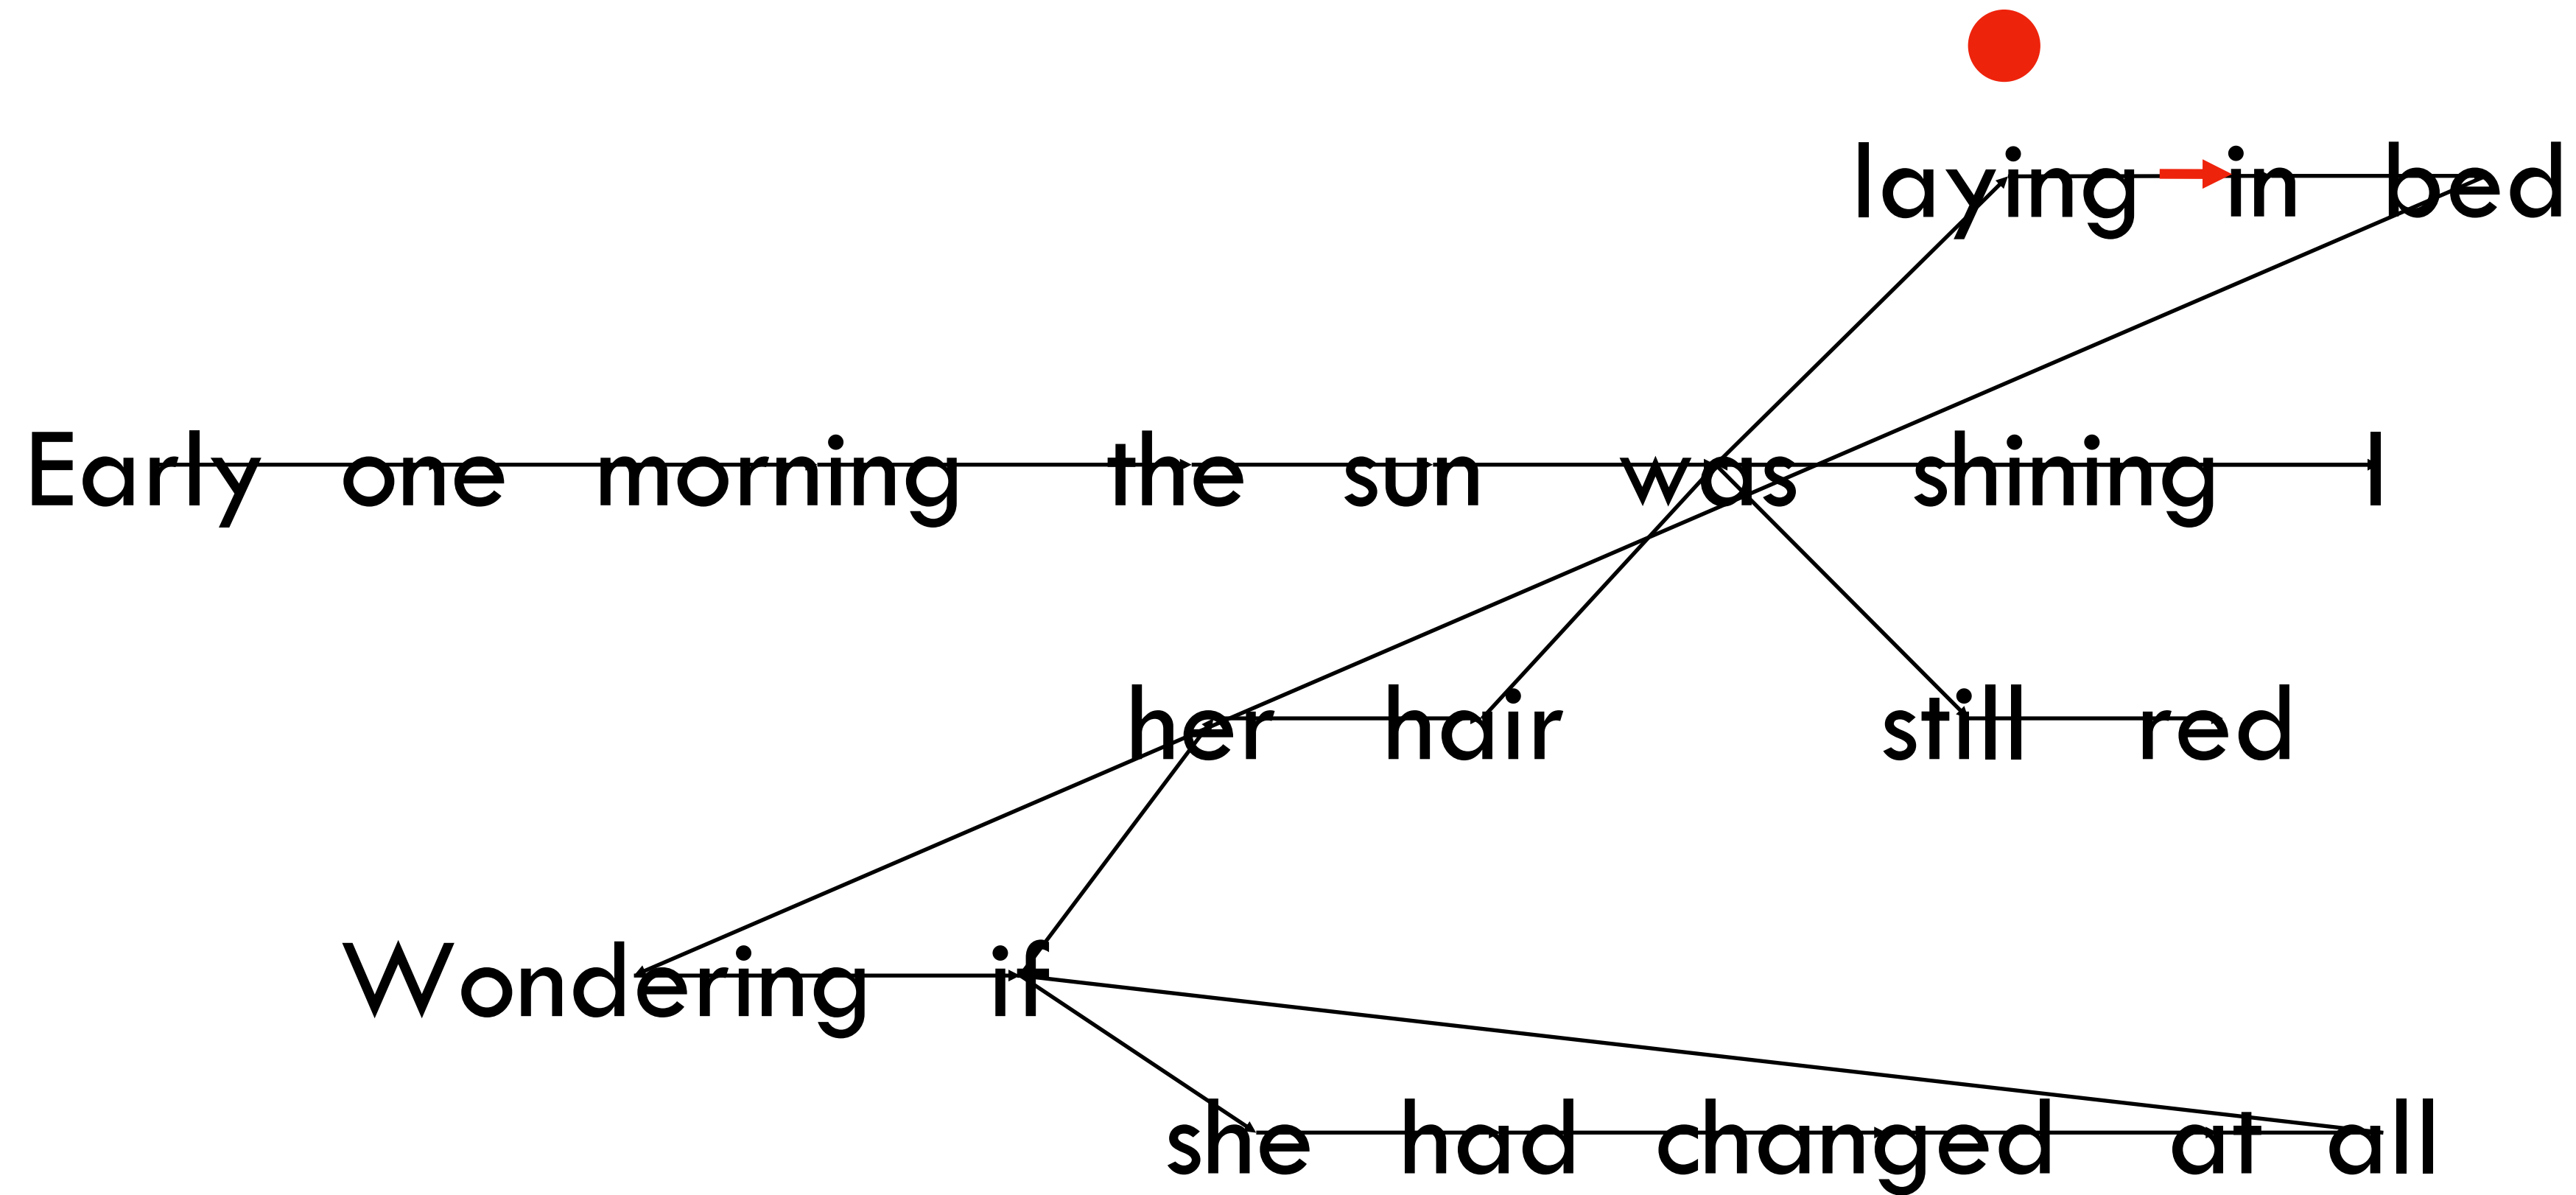 laying in bed
Early one morning the sun was shining I
her hair still red
Wondering if
she had changed at all